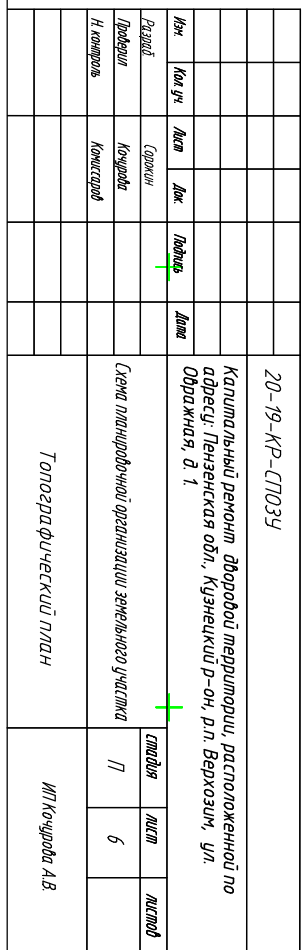 20-19-КР-СПОЗУ
Капитальный ремонт дворовой территории, расположенной по
адресу: Пензенская обл., Кузнецкий р-он, р.п. Верхозим, ул.
Овражная, д. 1.
Изм. Кол. уч. Лист Док. Подпись Дата
Разраб Сорокин
Проверил Кочурова
Н. контроль Комиссаров
Схема планировочной организации земельного участка
стадия лист листов
П 6
Топографический план
ИП Кочурова А.В.